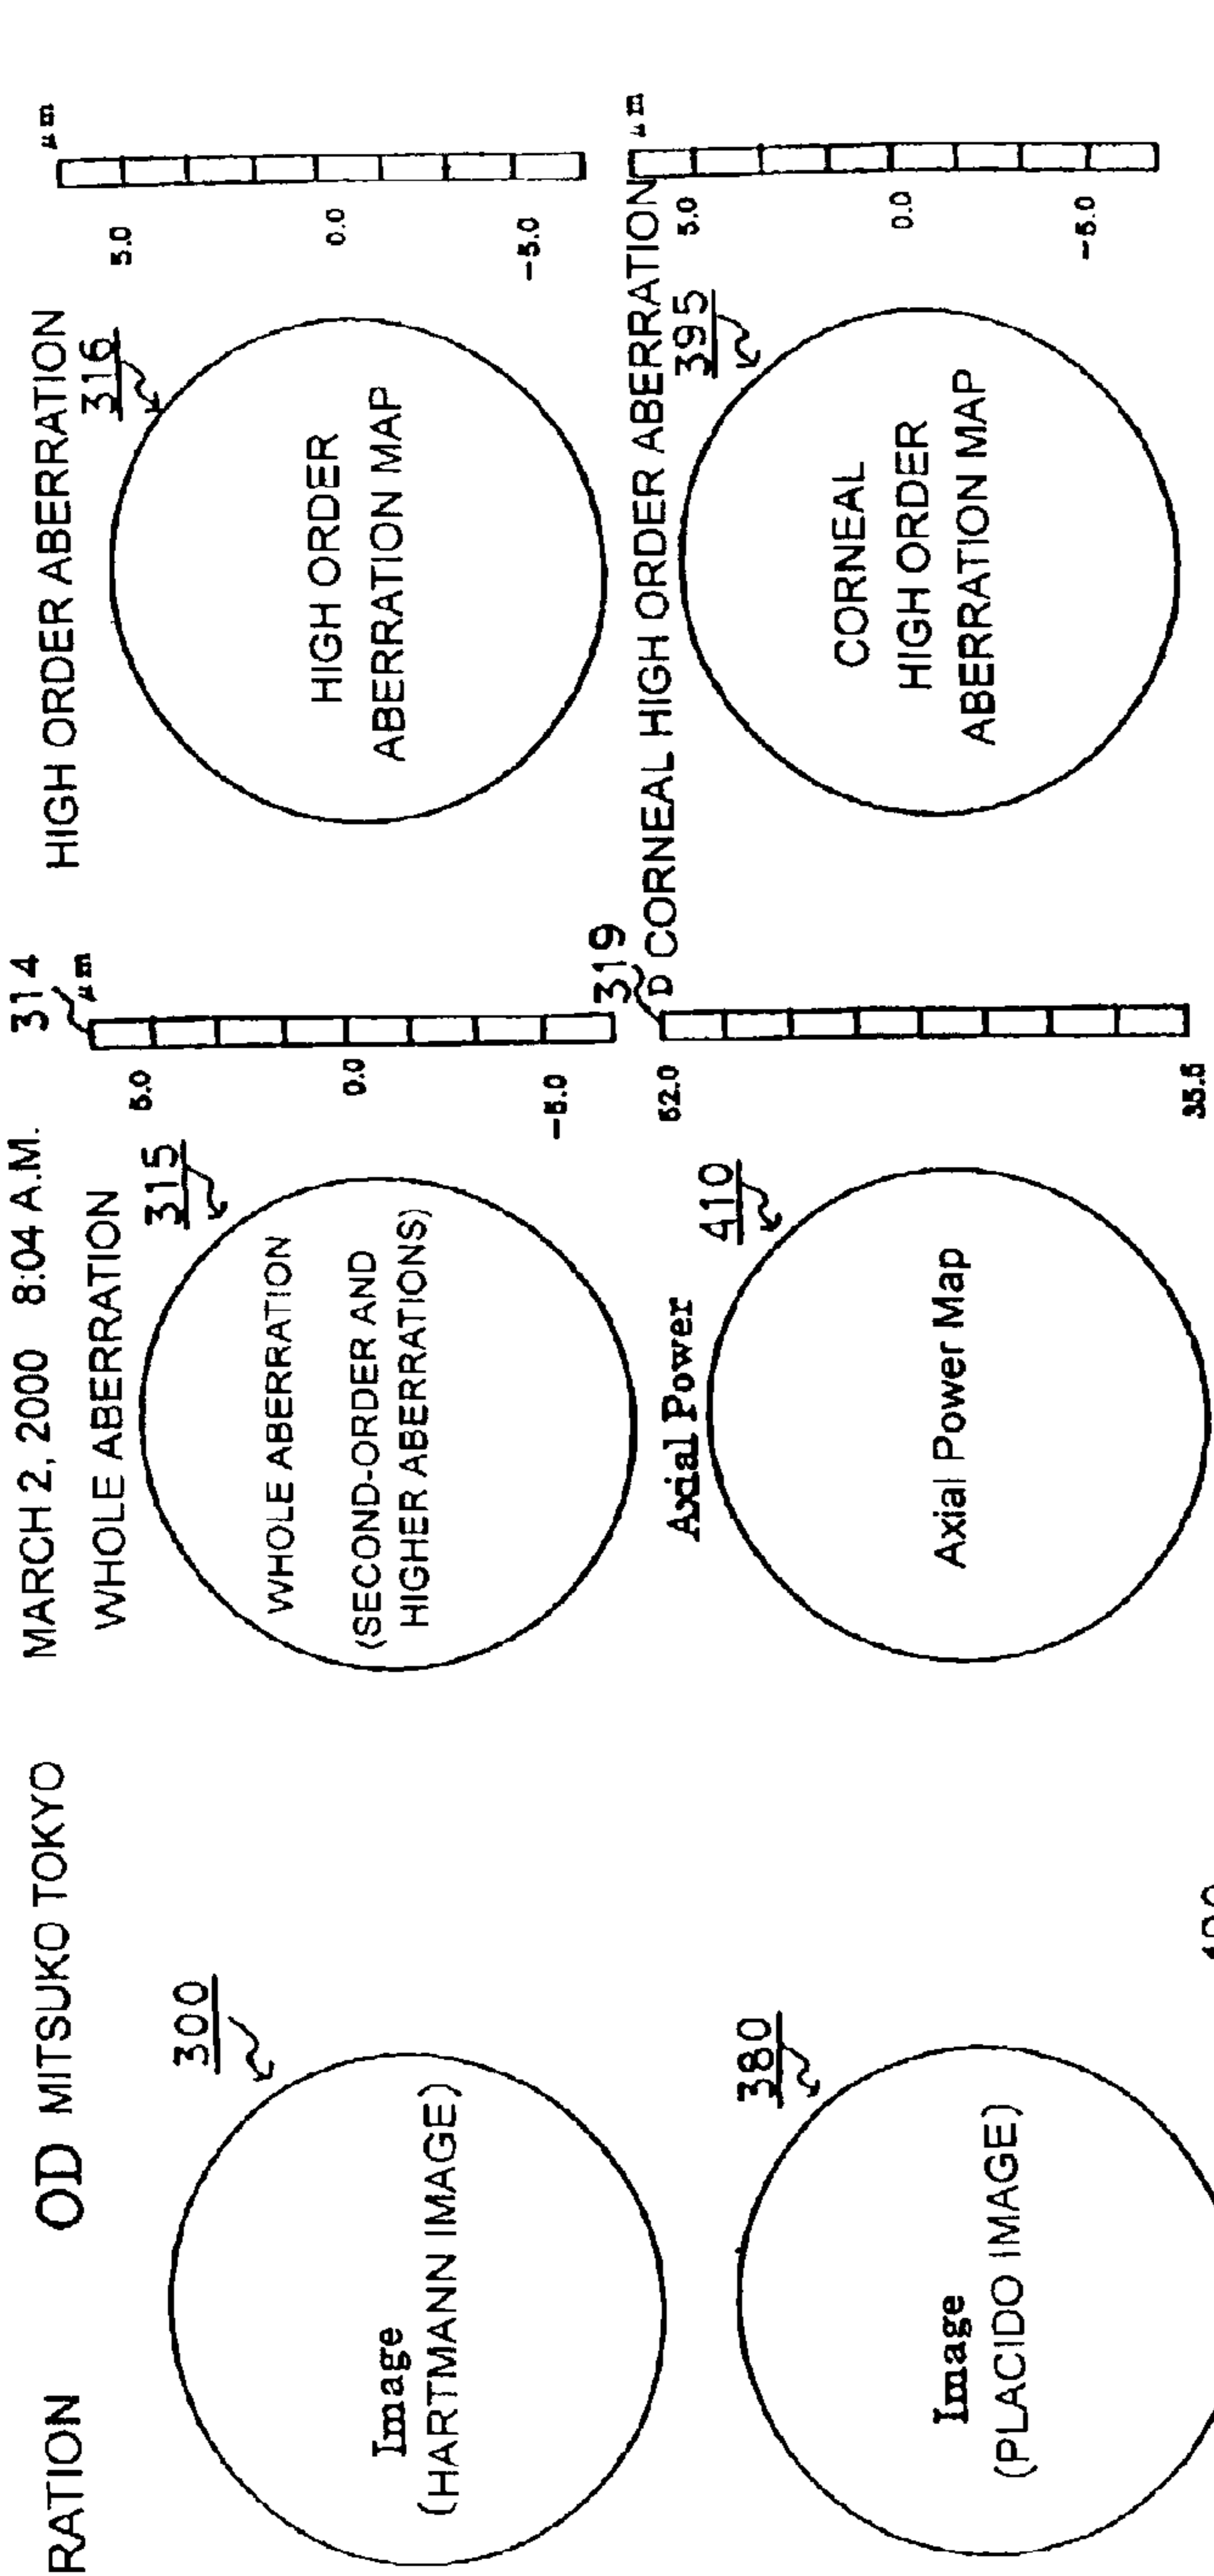 RATION OD MITSUKO TOKYO MARCH 2, 2000 8:04 A.M. 314
WHOLE ABERRATION
HIGH ORDER ABERRATION
300
Image
(HARTMANN IMAGE)
315
WHOLE ABERRATION
(SECOND-ORDER AND
HIGHER ABERRATIONS)
μm
5.0
0.0
-5.0
316
HIGH ORDER
ABERRATION MAP
μm
5.0
0.0
-5.0
380
Image
(PLACIDO IMAGE)
Axial Power
410
Axial Power Map
319
D
52.0
35.5
CORNEAL HIGH ORDER ABERRATION
395
CORNEAL
HIGH ORDER
ABERRATION MAP
μm
5.0
0.0
-5.0